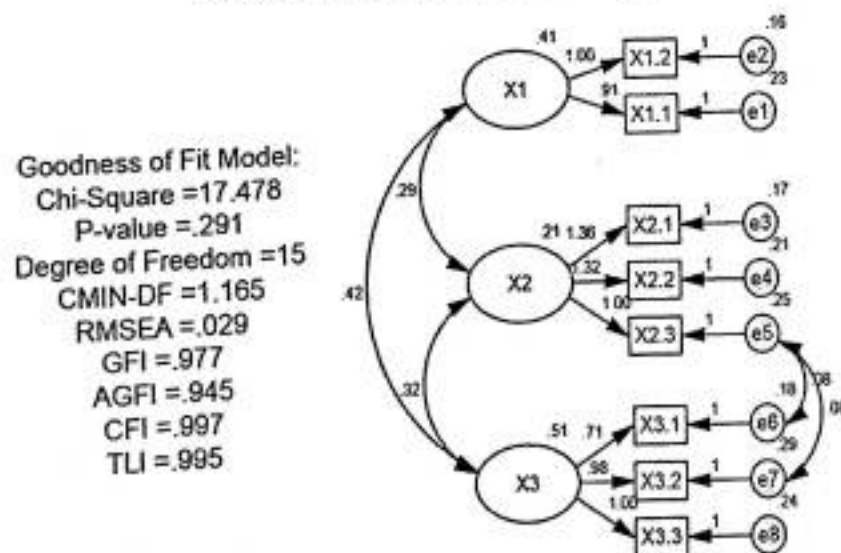 Goodness of Fit Model:
Chi-Square =17.478
P-value =.291
Degree of Freedom =15
CMIN-DF =1.165
RMSEA =.029
GFI =.977
AGFI =.945
CFI =.997
TLI =.995
.41
X1
1.00
X1.2
1
e2
.16
.91
X1.1
1
e1
.23
.29
.42
.21
X2
1.36
X2.1
1
e3
.17
1.32
X2.2
1
e4
.21
1.00
X2.3
1
e5
.25
.32
.08
.51
X3
.71
X3.1
1
e6
.18
.98
X3.2
1
e7
.29
1.00
X3.3
1
e8
.24